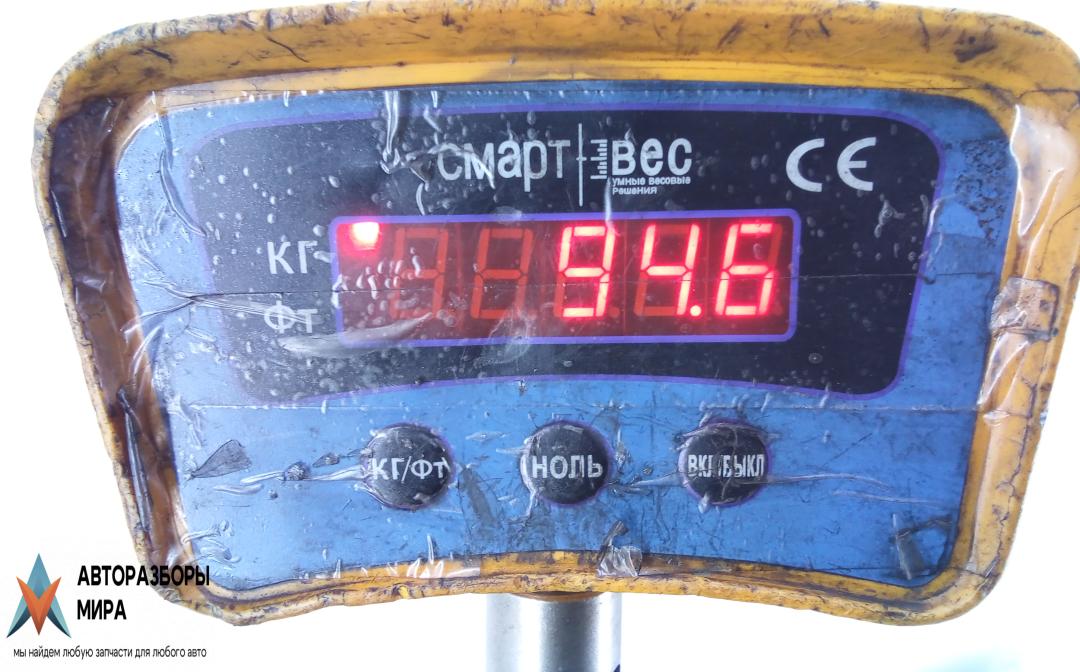 смарт вес
умные весовые
решения
CE
КГ
94.6
ФТ
КГ/ФТ
НОЛЬ
ВКЛ/ВЫКЛ
АВТОРАЗБОРЫ
МИРА
мы найдем любую запчасти для любого авто